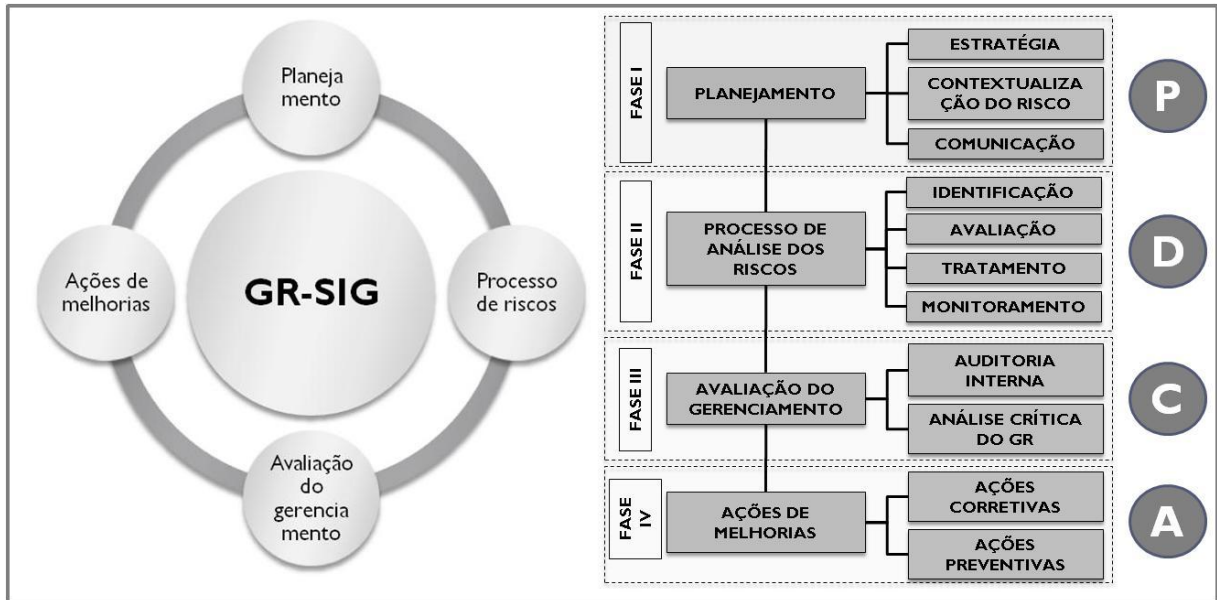 Planeja
mento
Ações de
melhorias
GR-SIG
Processo
de riscos
Avaliação
do
gerencia
mento
FASE I
PLANEJAMENTO
ESTRATÉGIA
CONTEXTUALIZA
ÇÃO DO RISCO
COMUNICAÇÃO
P
FASE II
PROCESSO DE
ANÁLISE DOS
RISCOS
IDENTIFICAÇÃO
AVALIAÇÃO
TRATAMENTO
MONITORAMENTO
D
FASE III
AVALIAÇÃO DO
GERENCIAMENTO
AUDITORIA
INTERNA
ANÁLISE CRÍTICA
DO GR
C
FASE
IV
AÇÕES DE
MELHORIAS
AÇÕES
CORRETIVAS
AÇÕES
PREVENTIVAS
A